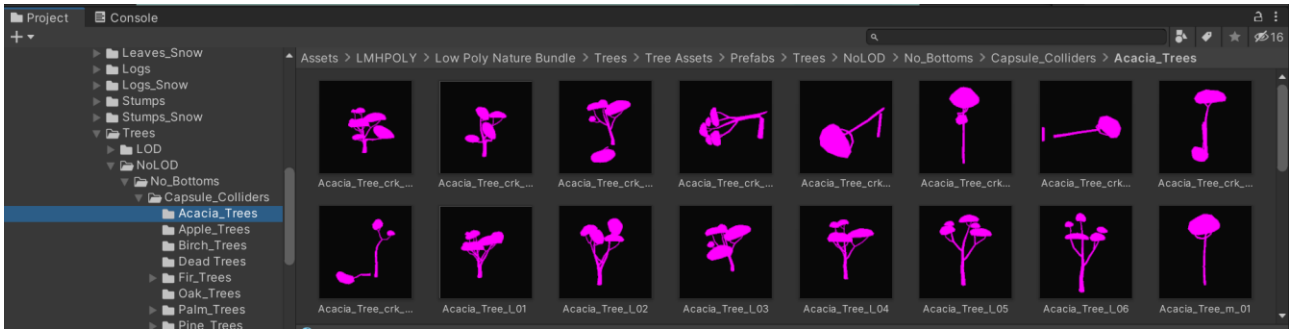 Project
Console
16
Leaves_Snow
Logs
Logs_Snow
Stumps
Stumps_Snow
Trees
LOD
NoLOD
No_Bottoms
Capsule_Colliders
Acacia_Trees
Apple_Trees
Birch_Trees
Dead Trees
Fir_Trees
Oak_Trees
Palm_Trees
Pine_Trees
Assets > LMHPOLY > Low Poly Nature Bundle > Trees > Tree Assets > Prefabs > Trees > NoLOD > No_Bottoms > Capsule_Colliders > Acacia_Trees
Acacia_Tree_crk_... Acacia_Tree_crk_... Acacia_Tree_crk_... Acacia_Tree_crk_... Acacia_Tree_crk_... Acacia_Tree_crk... Acacia_Tree_crk... Acacia_Tree_crk_...
Acacia_Tree_crk_... Acacia_Tree_L_01 Acacia_Tree_L_02 Acacia_Tree_L_03 Acacia_Tree_L_04 Acacia_Tree_L_05 Acacia_Tree_L_06 Acacia_Tree_m_01